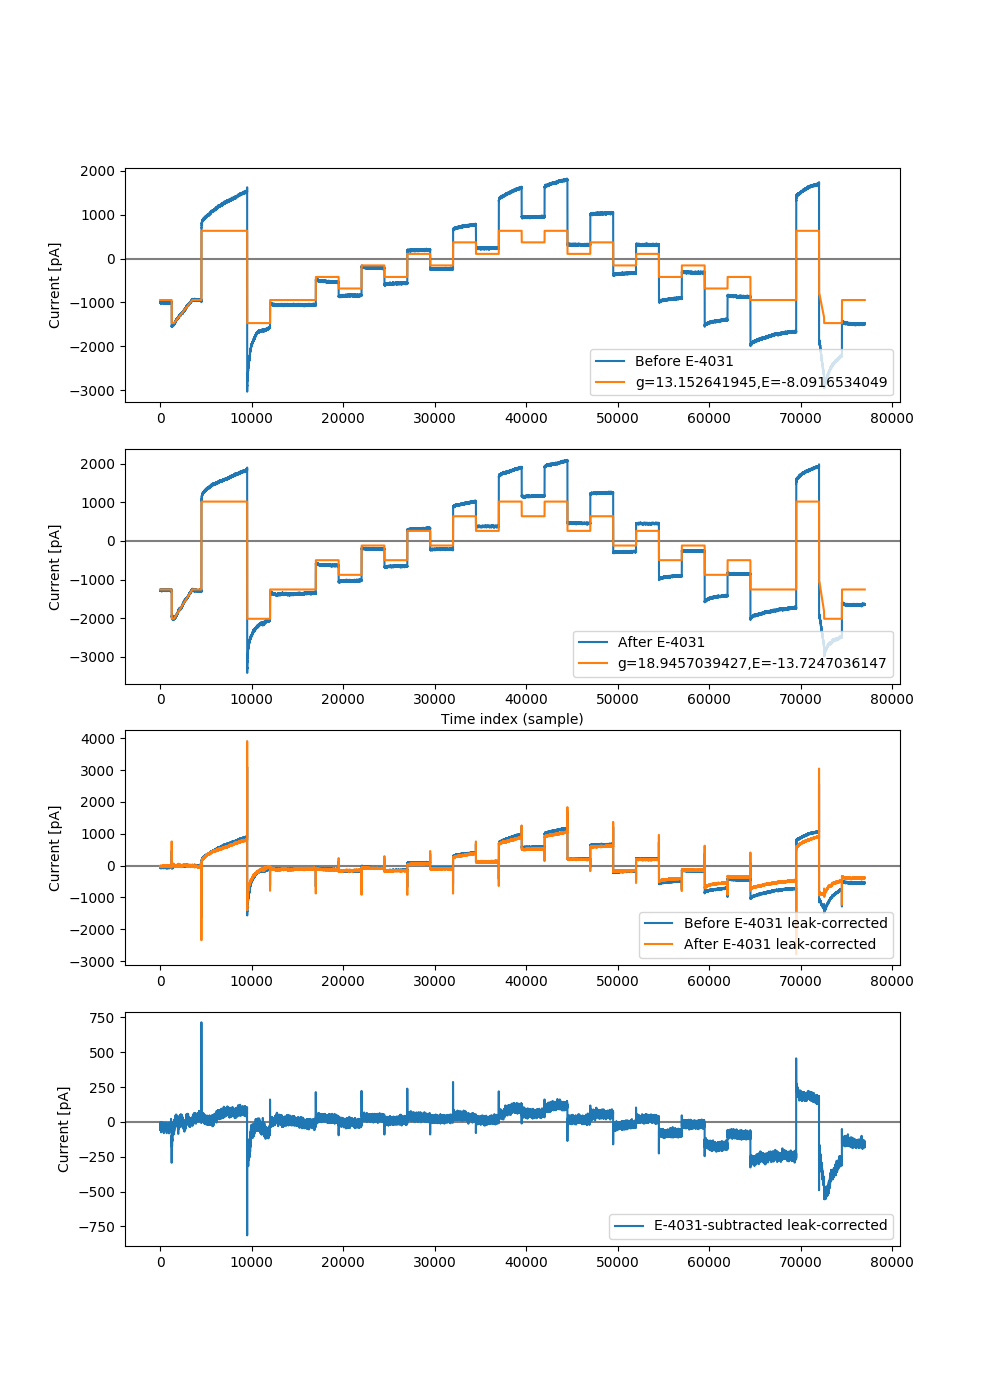 2000
1000
0
−1000
−2000
−3000
Current [pA]
Before E-4031
g=13.152641945,E=-8.0916534049
0 10000 20000 30000 40000 50000 60000 70000 80000
2000
1000
0
−1000
−2000
−3000
Current [pA]
After E-4031
g=18.9457039427,E=-13.7247036147
0 10000 20000 30000 40000 50000 60000 70000 80000
Time index (sample)
4000
3000
2000
1000
0
−1000
−2000
−3000
Current [pA]
Before E-4031 leak-corrected
After E-4031 leak-corrected
0 10000 20000 30000 40000 50000 60000 70000 80000
750
500
250
0
−250
−500
−750
Current [pA]
E-4031-subtracted leak-corrected
0 10000 20000 30000 40000 50000 60000 70000 80000